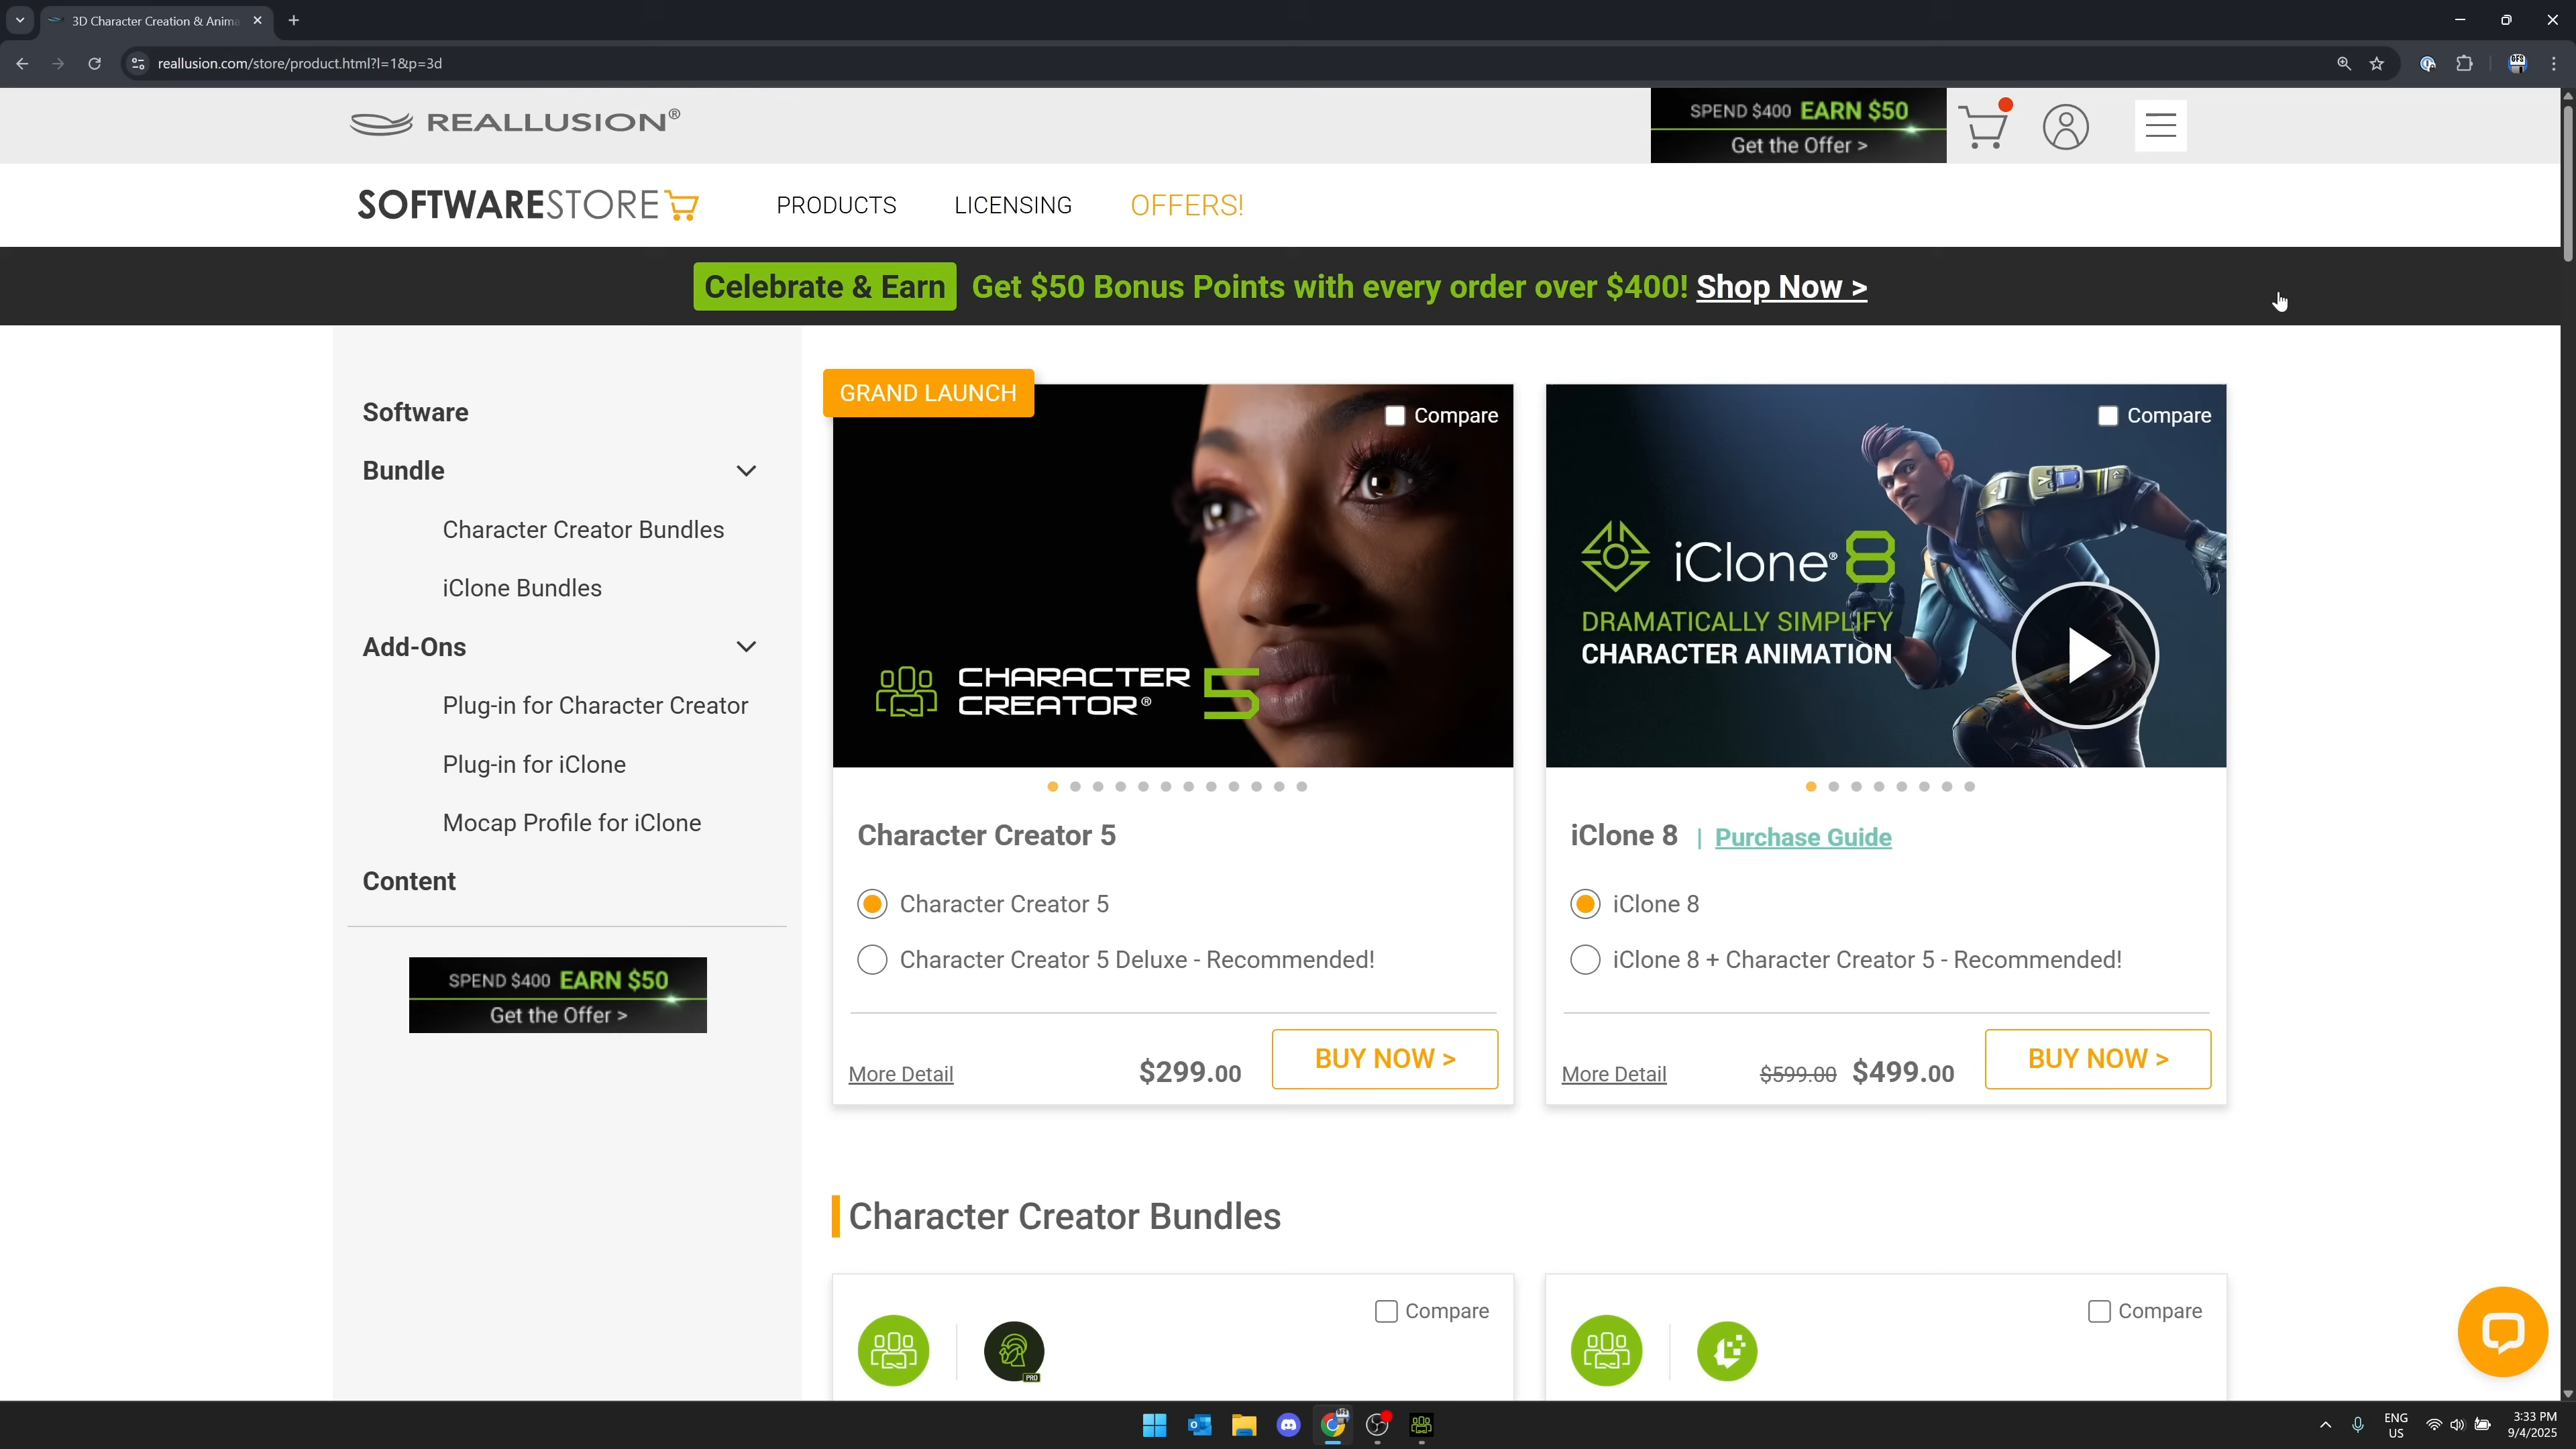 3D Character Creation & Anima
reallusion.com/store/product.html?l=1&p=3d
REALLUSION®
SPEND $400 EARN $50
Get the Offer >
SOFTWARESTORE
PRODUCTS
LICENSING
OFFERS!
Celebrate & Earn Get $50 Bonus Points with every order over $400! Shop Now >
Software
Bundle
Character Creator Bundles
iClone Bundles
Add-Ons
Plug-in for Character Creator
Plug-in for iClone
Mocap Profile for iClone
Content
SPEND $400 EARN $50
Get the Offer >
GRAND LAUNCH
Compare
CHARACTER
CREATOR® 5
Character Creator 5
Character Creator 5
Character Creator 5 Deluxe - Recommended!
More Detail
$299.00
BUY NOW >
Compare
iClone® 8
DRAMATICALLY SIMPLIFY
CHARACTER ANIMATION
iClone 8 | Purchase Guide
iClone 8
iClone 8 + Character Creator 5 - Recommended!
More Detail
$599.00 $499.00
BUY NOW >
Character Creator Bundles
Compare
PRO
Compare
ENG
US
3:33 PM
9/4/2025